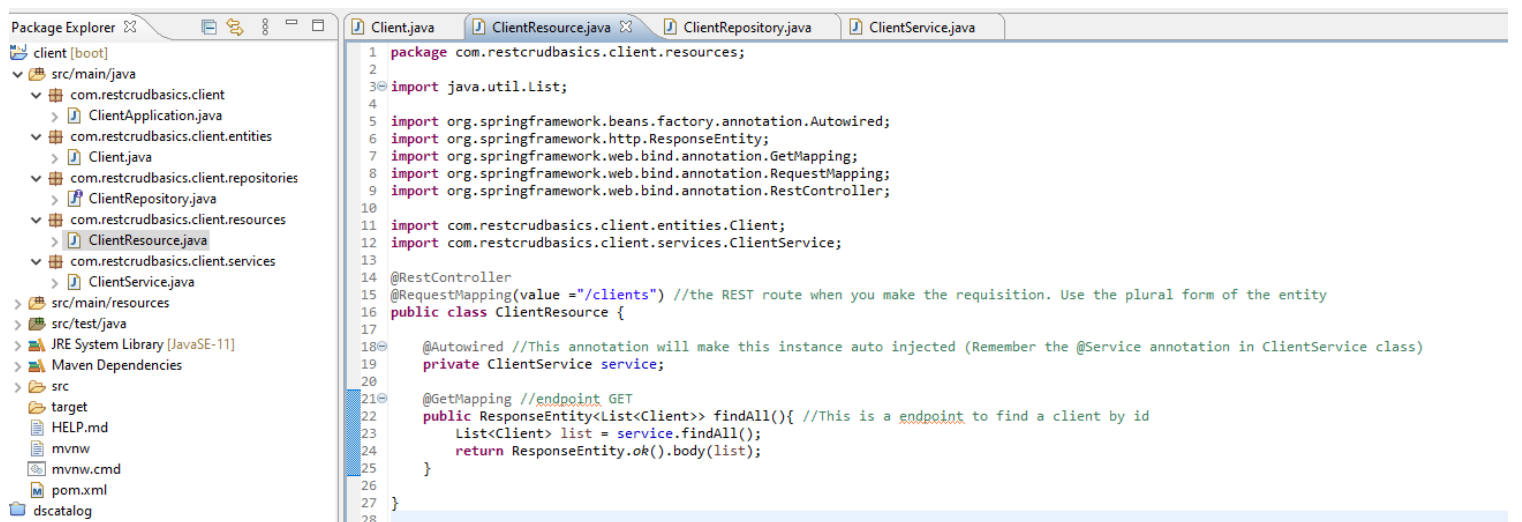 Package Explorer
client [boot]
src/main/java
com.restcrudbasics.client
ClientApplication.java
com.restcrudbasics.client.entities
Client.java
com.restcrudbasics.client.repositories
ClientRepository.java
com.restcrudbasics.client.resources
ClientResource.java
com.restcrudbasics.client.services
ClientService.java
src/main/resources
src/test/java
JRE System Library [JavaSE-11]
Maven Dependencies
src
target
HELP.md
mvnw
mvnw.cmd
pom.xml
dscatalog
Client.java ClientResource.java ClientRepository.java ClientService.java
1 package com.restcrudbasics.client.resources;
2
3 import java.util.List;
4
5 import org.springframework.beans.factory.annotation.Autowired;
6 import org.springframework.http.ResponseEntity;
7 import org.springframework.web.bind.annotation.GetMapping;
8 import org.springframework.web.bind.annotation.RequestMapping;
9 import org.springframework.web.bind.annotation.RestController;
10
11 import com.restcrudbasics.client.entities.Client;
12 import com.restcrudbasics.client.services.ClientService;
13
14 @RestController
15 @RequestMapping(value ="/clients") //the REST route when you make the requisition. Use the plural form of the entity
16 public class ClientResource {
17
18 @Autowired //This annotation will make this instance auto injected (Remember the @Service annotation in ClientService class)
19 private ClientService service;
20
21 @GetMapping //endpoint GET
22 public ResponseEntity<List<Client>> findAll(){ //This is a endpoint to find a client by id
23 List<Client> list = service.findAll();
24 return ResponseEntity.ok().body(list);
25 }
26
27 }
28